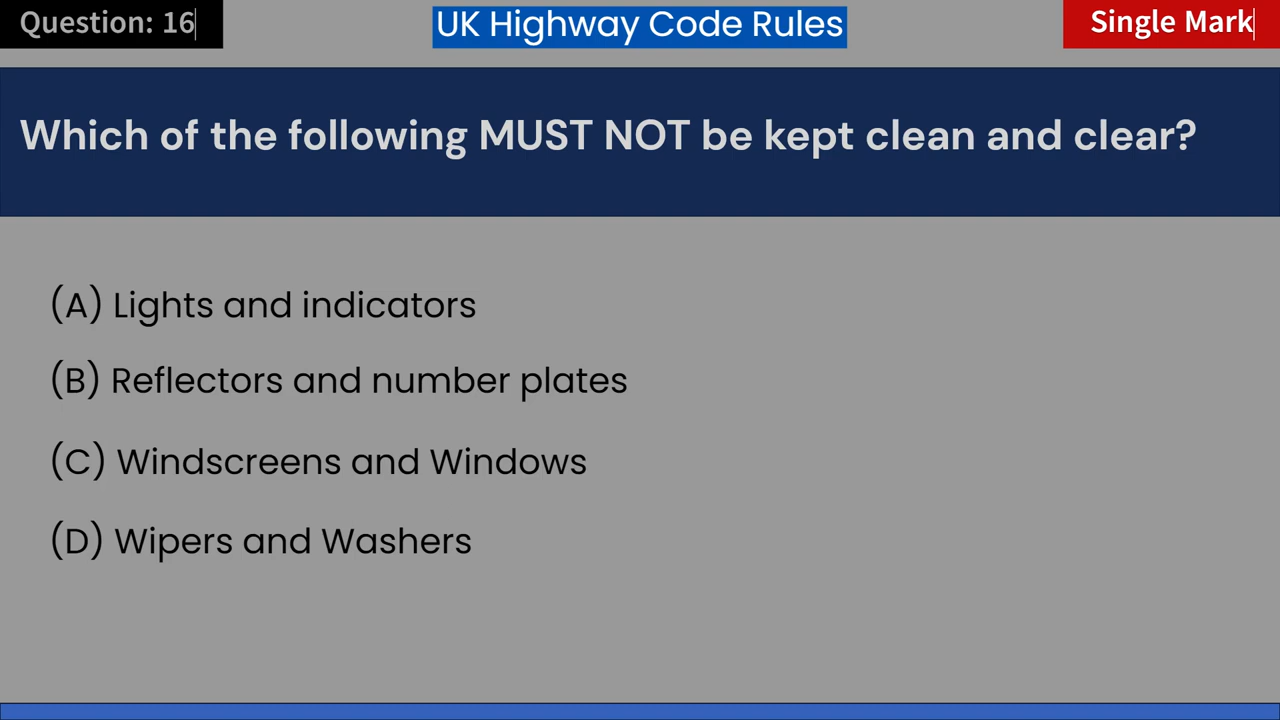 Question: 16
UK Highway Code Rules
Single Mark
Which of the following MUST NOT be kept clean and clear?
(A) Lights and indicators
(B) Reflectors and number plates
(C) Windscreens and Windows
(D) Wipers and Washers